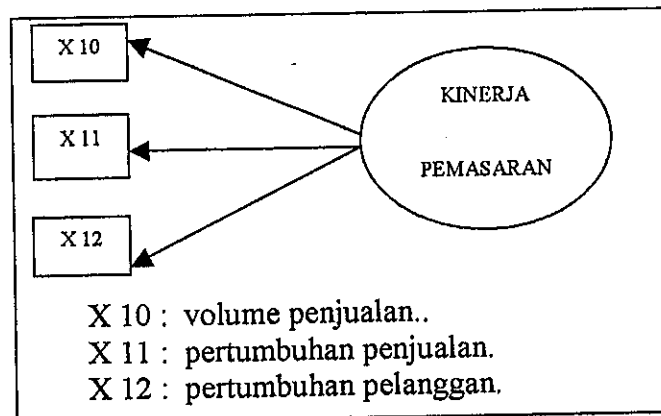 X 10
X 11
X 12
KINERJA
PEMASARAN
X 10 : volume penjualan..
X 11 : pertumbuhan penjualan.
X 12 : pertumbuhan pelanggan.